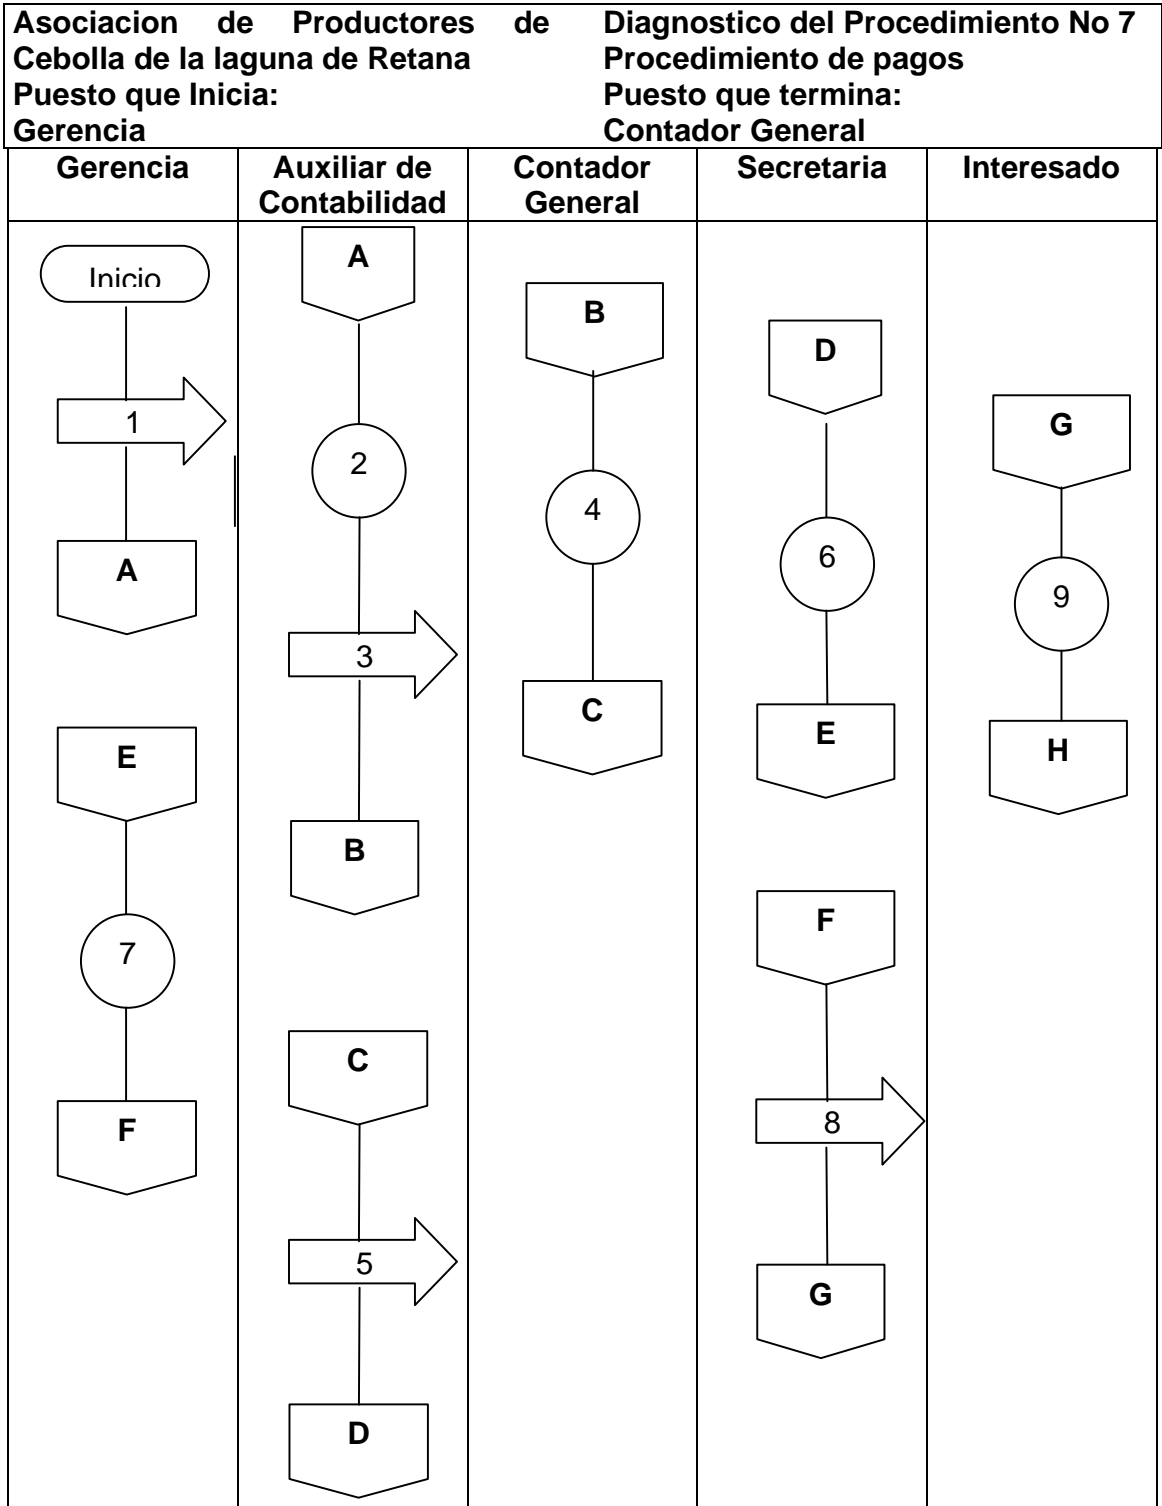 Asociacion de Productores de
Cebolla de la laguna de Retana
Puesto que Inicia:
Gerencia
Diagnostico del Procedimiento No 7
Procedimiento de pagos
Puesto que termina:
Contador General
Gerencia
Auxiliar de
Contabilidad
Contador
General
Secretaria
Interesado
Inicio
1
A
E
7
F
A
2
3
B
C
5
D
B
4
C
D
6
E
F
8
G
G
9
H